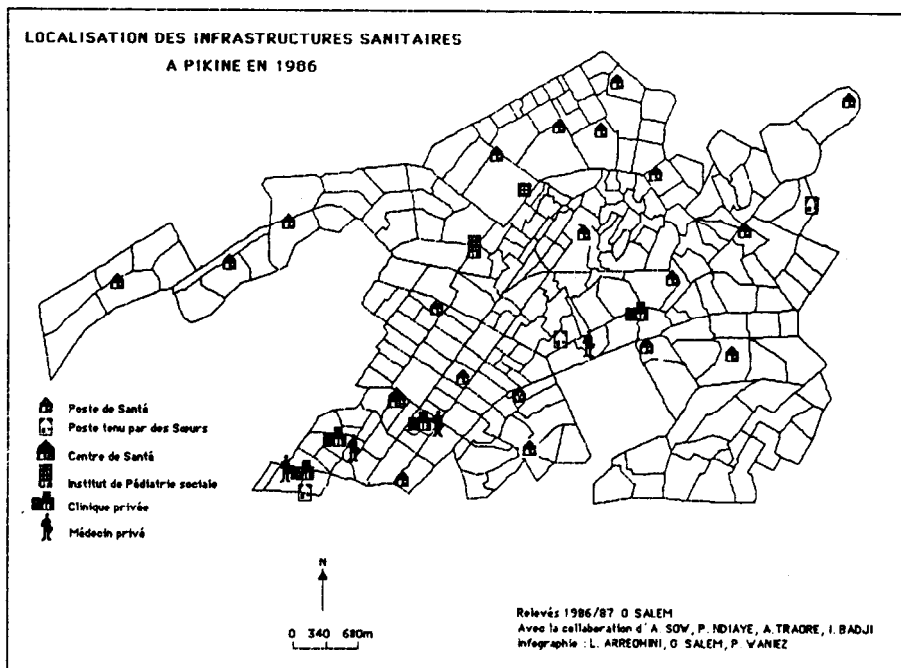 LOCALISATION DES INFRASTRUCTURES SANITAIRES
A PIKINE EN 1986
Poste de Santé
Poste tenu par des Sœurs
Centre de Santé
Institut de Pédiatrie sociale
Clinique privée
Médecin privé
N
0 340 680m
Relevés 1986/87 G SALEM
Avec la collaboration d'A. SOW, P. NDIAYE, A. TRAORE, I. BADJI
Infographie : L. ARREGHINI, G SALEM, P. WANIEZ